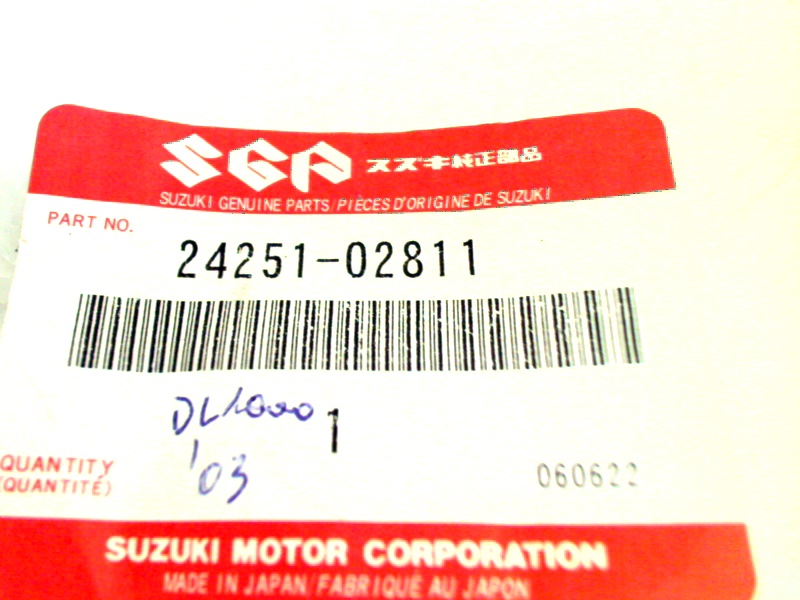 SGP スズキ純正部品
SUZUKI GENUINE PARTS/PIÈCES D'ORIGINE DE SUZUKI
PART NO.
24251-02811
DL1000
1
'03
QUANTITY
(QUANTITÉ)
060622
SUZUKI MOTOR CORPORATION
MADE IN JAPAN/FABRIQUÉ AU JAPON